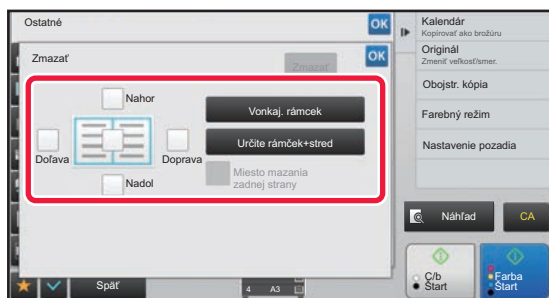 Ostatné
OK
Zmazať
Zmazať
OK
Nahor
Doľava
Doprava
Nadol
Vonkaj. rámcek
Určite rámček+stred
Miesto mazania
zadnej strany
Späť
4 A3
Kalendár
Kopírovať ako brožúru
Originál
Zmeniť veľkosť/smer.
Obojstr. kópia
Farebný režim
Nastavenie pozadia
Náhľad
CA
Č/b
Štart
Farba
Štart